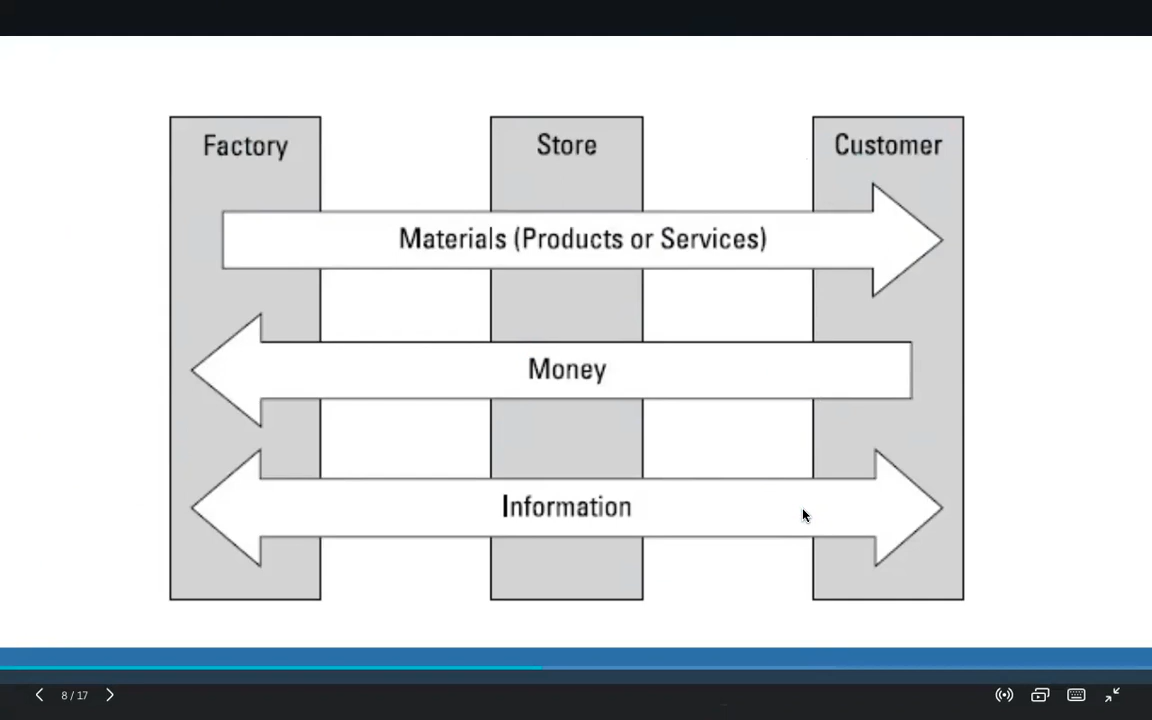 Factory
Store
Customer
Materials (Products or Services)
Money
Information
8 / 17